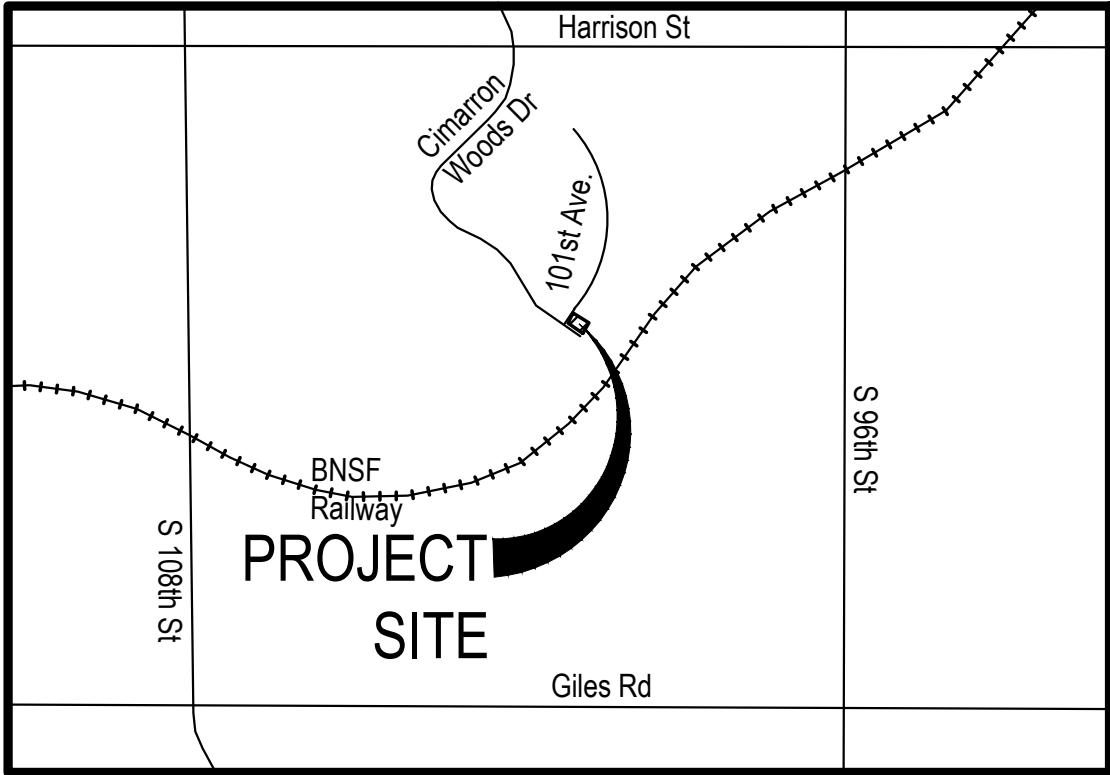 Harrison St
Cimarron
Woods Dr
101st Ave.
S 96th St
BNSF
Railway
S 108th St
PROJECT
SITE
Giles Rd